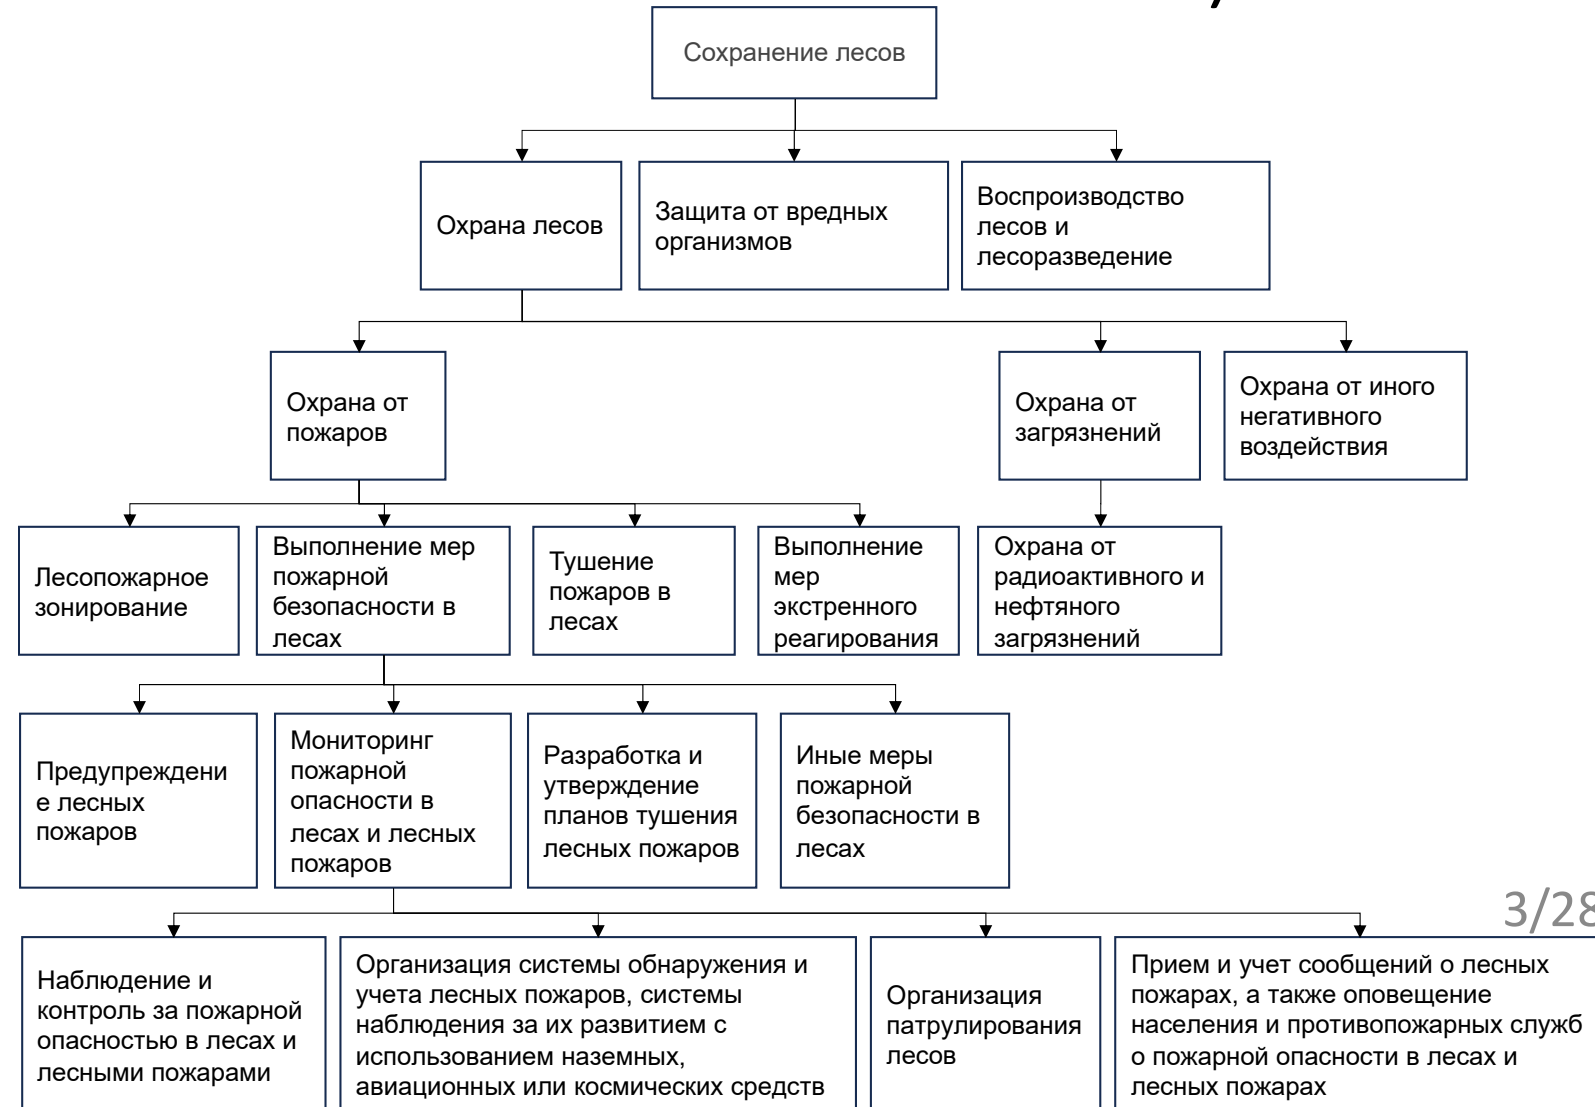 Сохранение лесов
Охрана лесов
Защита от вредных
организмов
Воспроизводство
лесов и
лесоразведение
Охрана от
пожаров
Охрана от
загрязнений
Охрана от иного
негативного
воздействия
Лесопожарное
зонирование
Выполнение мер
пожарной
безопасности в
лесах
Тушение
пожаров в
лесах
Выполнение
мер
экстренного
реагирования
Охрана от
радиоактивного и
нефтяного
загрязнений
Предупреждени
е лесных
пожаров
Мониторинг
пожарной
опасности в
лесах и лесных
пожаров
Разработка и
утверждение
планов тушения
лесных пожаров
Иные меры
пожарной
безопасности в
лесах
3/28
Наблюдение и
контроль за пожарной
опасностью в лесах и
лесными пожарами
Организация системы обнаружения и
учета лесных пожаров, системы
наблюдения за их развитием с
использованием наземных,
авиационных или космических средств
Организация
патрулирования
лесов
Прием и учет сообщений о лесных
пожарах, а также оповещение
населения и противопожарных служб
о пожарной опасности в лесах и
лесных пожарах